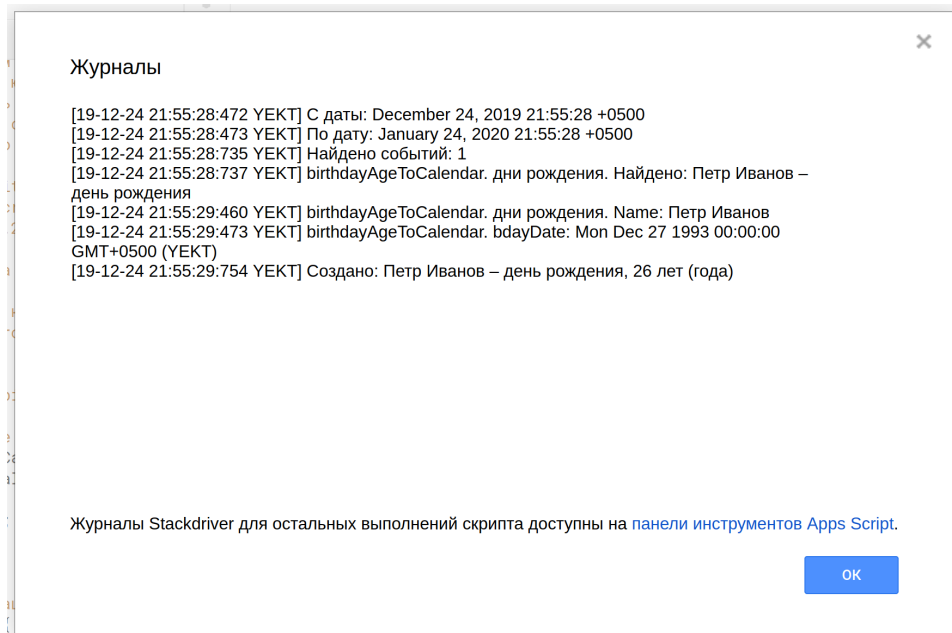 Журналы
[19-12-24 21:55:28:472 YEKT] С даты: December 24, 2019 21:55:28 +0500
[19-12-24 21:55:28:473 YEKT] По дату: January 24, 2020 21:55:28 +0500
[19-12-24 21:55:28:735 YEKT] Найдено событий: 1
[19-12-24 21:55:28:737 YEKT] birthdayAgeToCalendar. дни рождения. Найдено: Петр Иванов –
день рождения
[19-12-24 21:55:29:460 YEKT] birthdayAgeToCalendar. дни рождения. Name: Петр Иванов
[19-12-24 21:55:29:473 YEKT] birthdayAgeToCalendar. bdayDate: Mon Dec 27 1993 00:00:00
GMT+0500 (YEKT)
[19-12-24 21:55:29:754 YEKT] Создано: Петр Иванов – день рождения, 26 лет (года)
Журналы Stackdriver для остальных выполнений скрипта доступны на панели инструментов Apps Script.
ОК